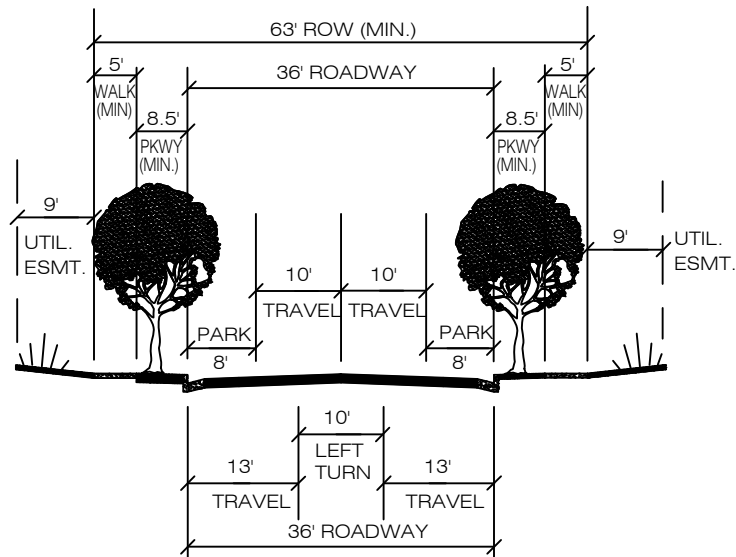 63' ROW (MIN.)
5'
36' ROADWAY
5'
WALK
(MIN)
WALK
(MIN)
8.5'
8.5'
PKWY
(MIN.)
PKWY
(MIN.)
9'
UTIL.
ESMT.
9'
UTIL.
ESMT.
10'
10'
TRAVEL
TRAVEL
PARK
8'
PARK
8'
10'
LEFT
TURN
13'
TRAVEL
13'
TRAVEL
36' ROADWAY